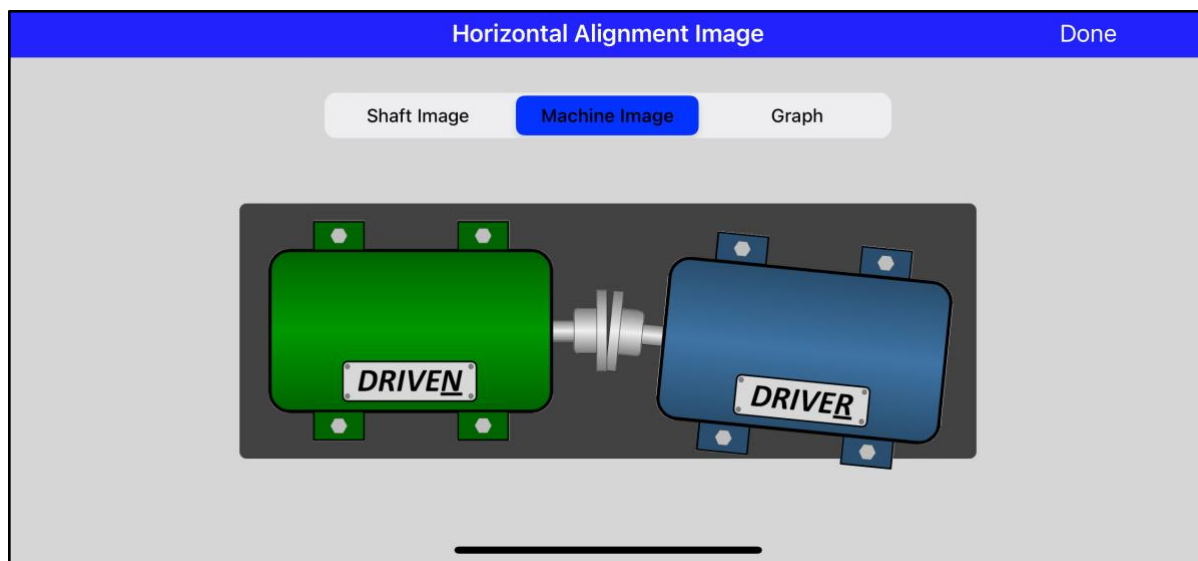 Horizontal Alignment Image
Done
Shaft Image
Machine Image
Graph
DRIVEN
DRIVER